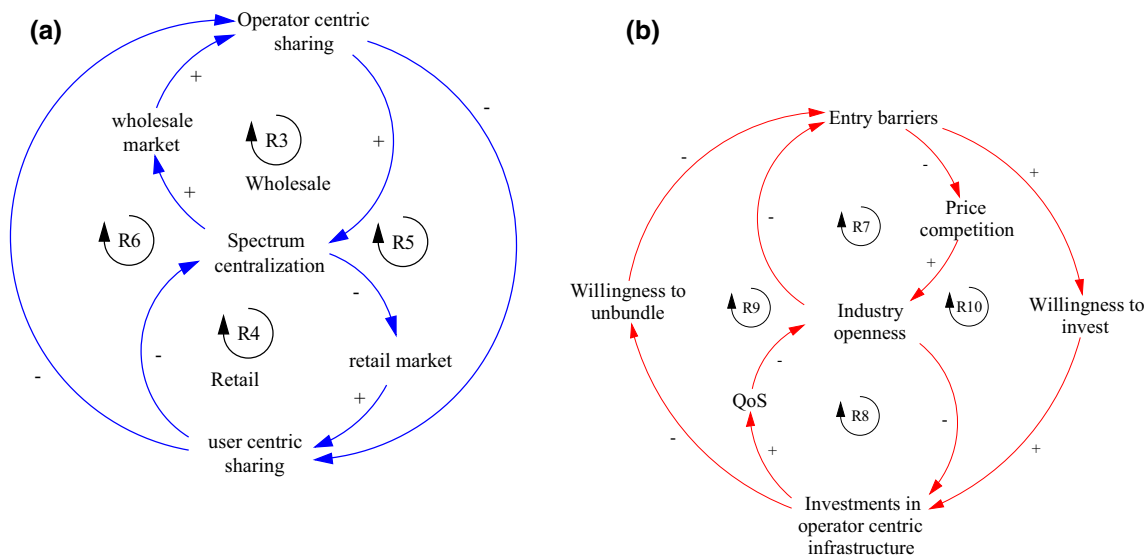 (a)
Operator centric
sharing
+
-
wholesale
market
R3
+
Wholesale
+
R6
Spectrum
centralization
R5
-
R4
retail market
-
Retail
-
+
user centric
sharing
(b)
Entry barriers
-
-
+
Price
competition
R7
-
+
Willingness to
unbundle
R9
Industry
openness
R10
Willingness to
invest
-
QoS
R8
-
-
+
+
Investments in
operator centric
infrastructure